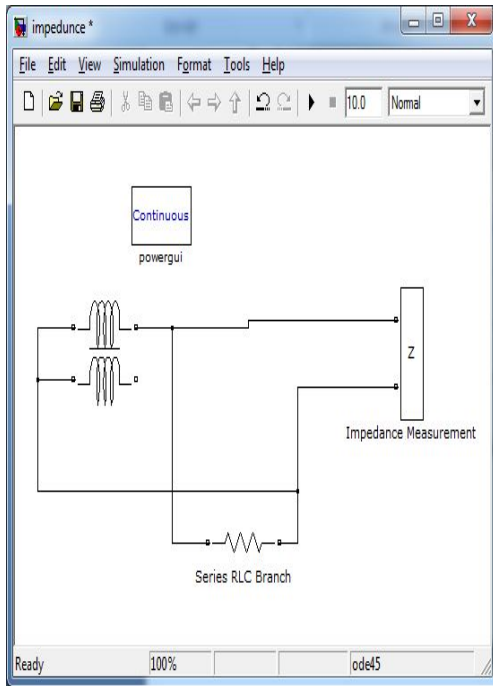 impedunce *
File Edit View Simulation Format Tools Help
10.0 Normal
Continuous
powergui
Z
Impedance Measurement
Series RLC Branch
Ready 100% ode45